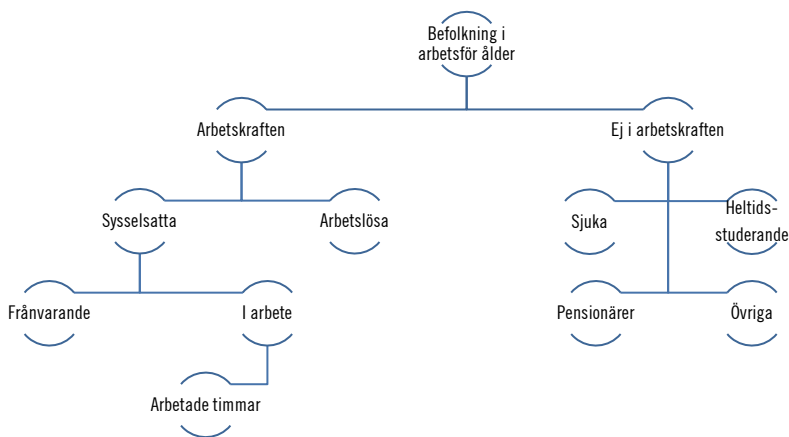 Befolkning i
arbetsför ålder
Arbetskraften
Ej i arbetskraften
Sysselsatta
Arbetslösa
Sjuka
Heltids-
studerande
Frånvarande
I arbete
Pensionärer
Övriga
Arbetade timmar